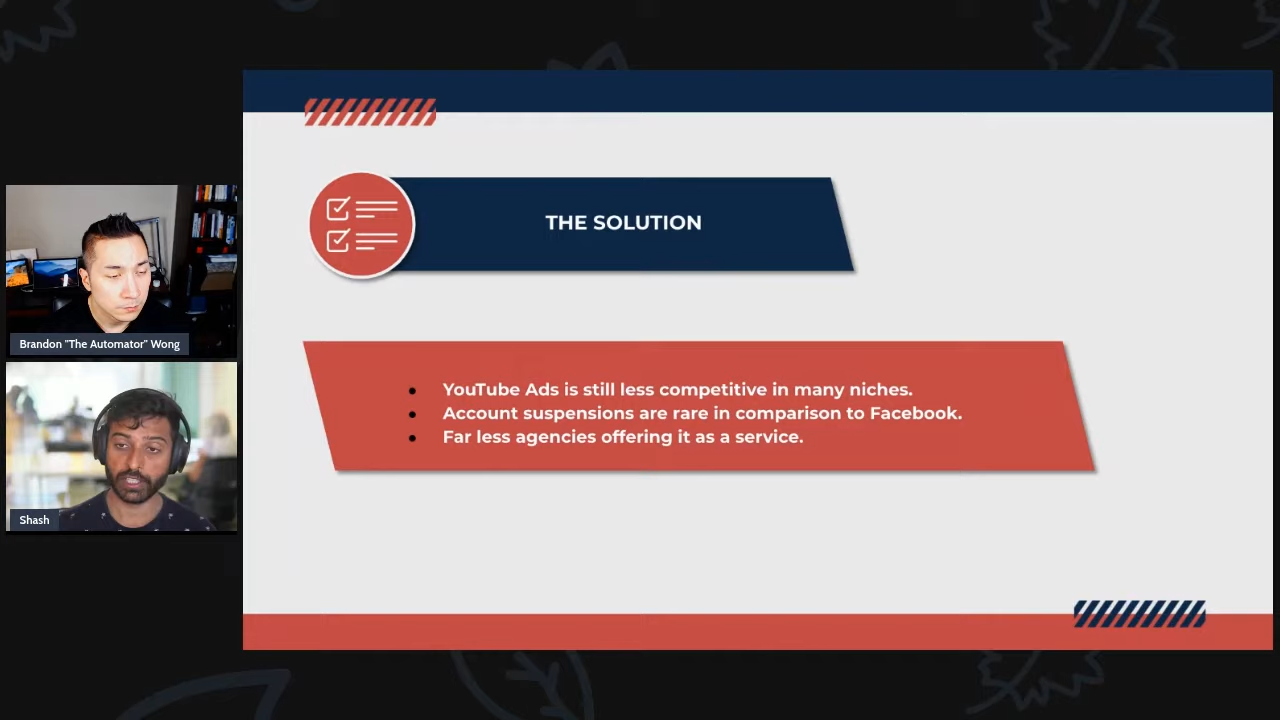 THE SOLUTION
YouTube Ads is still less competitive in many niches.
Account suspensions are rare in comparison to Facebook.
Far less agencies offering it as a service.
Brandon "The Automator" Wong
Shash